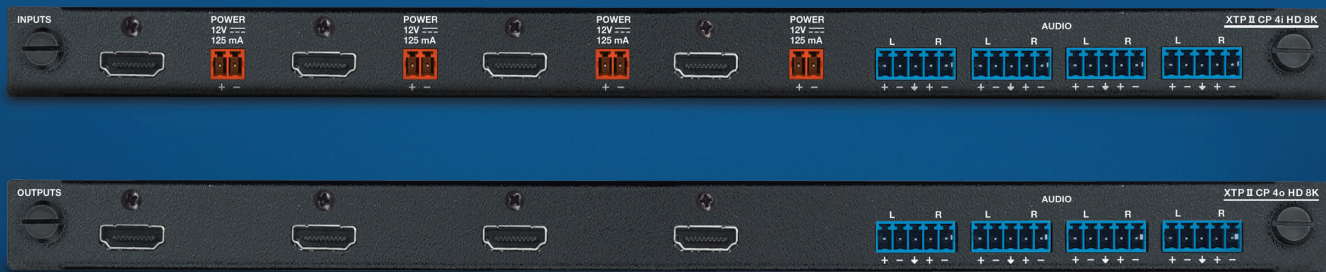 INPUTS
POWER
12V ⎓
125 mA
+ −
POWER
12V ⎓
125 mA
+ −
POWER
12V ⎓
125 mA
+ −
POWER
12V ⎓
125 mA
+ −
AUDIO
XTP II CP 4i HD 8K
L R L R L R L R
+ − ⏚ + − + − ⏚ + − + − ⏚ + − + − ⏚ + −
OUTPUTS
AUDIO
XTP II CP 4o HD 8K
L R L R L R L R
+ − ⏚ + − + − ⏚ + − + − ⏚ + − + − ⏚ + −